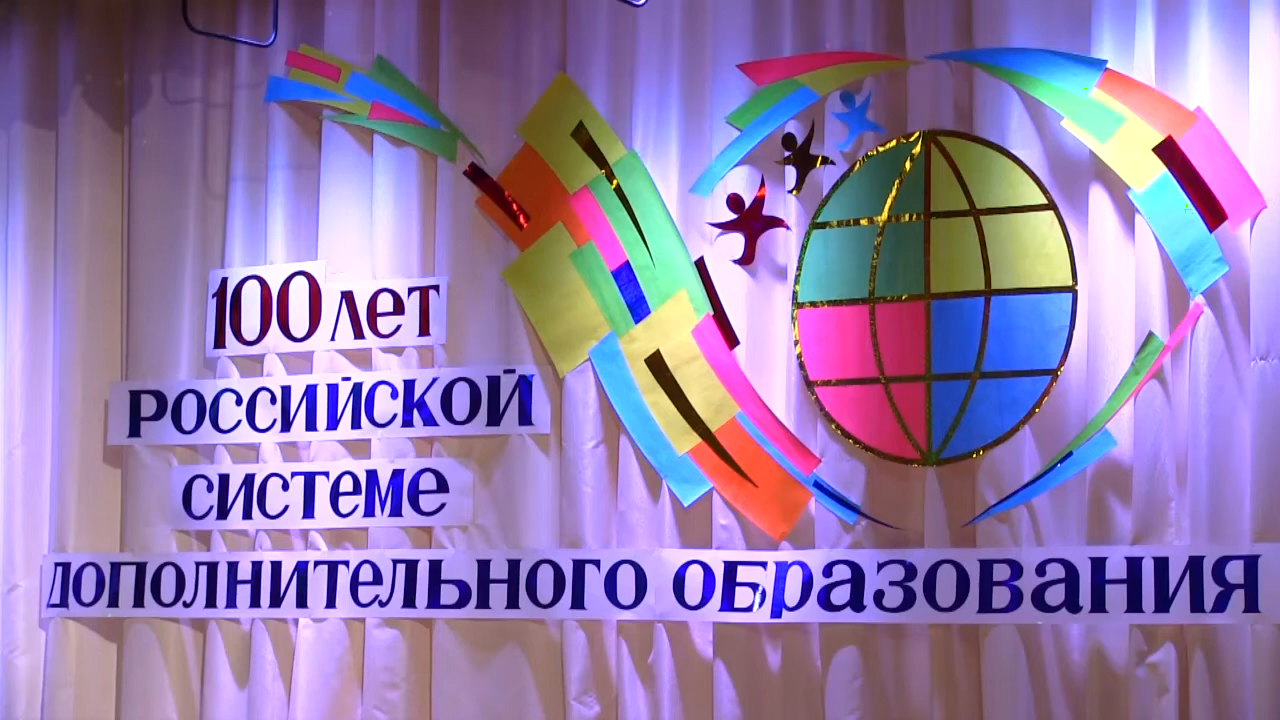 100 лет
российской
системе
дополнительного образования